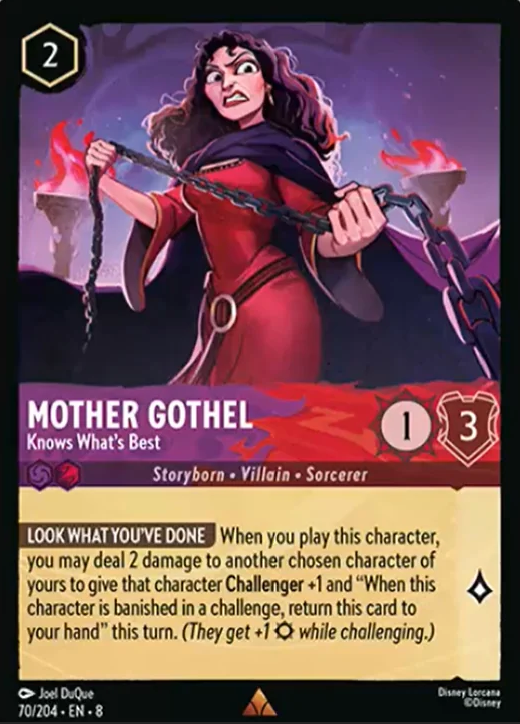 2
MOTHER GOTHEL
Knows What's Best
1
3
Storyborn • Villain • Sorcerer
LOOK WHAT YOU'VE DONE When you play this character,
you may deal 2 damage to another chosen character of
yours to give that character Challenger +1 and “When this
character is banished in a challenge, return this card to
your hand” this turn. (They get +1 while challenging.)
Joel DuQue
70/204 • EN • 8
Disney Lorcana
©Disney